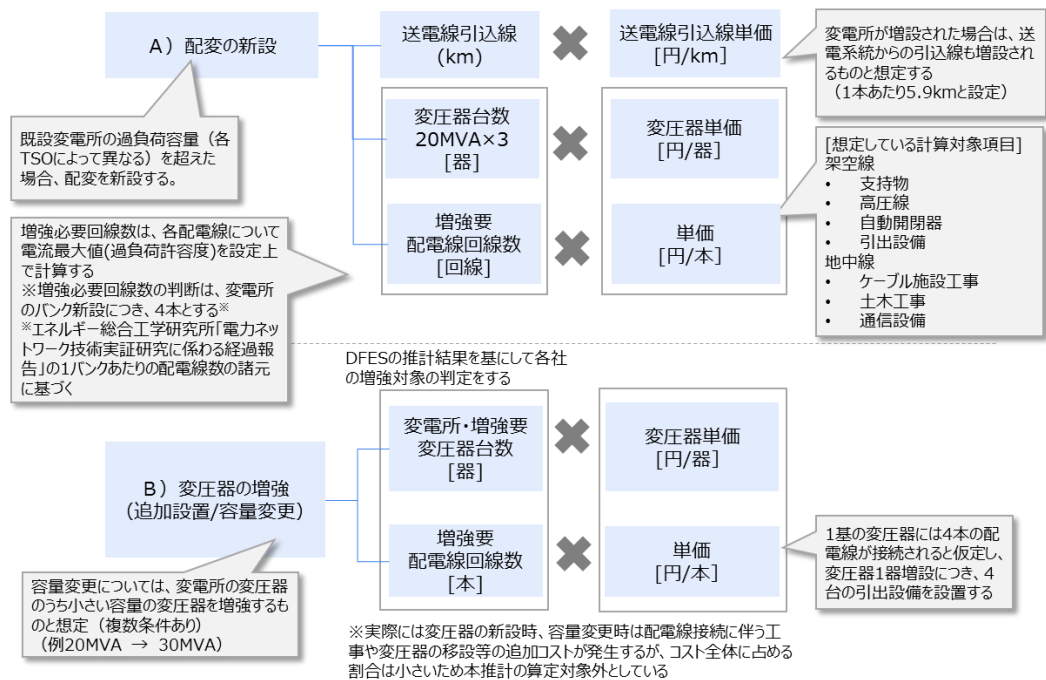 A）配変の新設
送電線引込線
(km)
送電線引込線単価
[円/km]
変電所が増設された場合は、送
電系統からの引込線も増設され
るものと想定する
（1本あたり5.9kmと設定）
既設変電所の過負荷容量（各
TSOによって異なる）を超えた
場合、配変を新設する。
変圧器台数
20MVA×3
[器]
変圧器単価
[円/器]
[想定している計算対象項目]
架空線
• 支持物
• 高圧線
• 自動開閉器
• 引出設備
地中線
• ケーブル施設工事
• 土木工事
• 通信設備
増強必要回線数は、各配電線について
電流最大値(過負荷許容度)を設定上
で計算する
※増強必要回線数の判断は、変電所
のバンク新設につき、4本とする※
※エネルギー総合工学研究所「電力ネッ
トワーク技術実証研究に係わる経過報
告」の1バンクあたりの配電線数の諸元
に基づく
増強要
配電線回線数
[回線]
単価
[円/本]
DFESの推計結果を基にして各社
の増強対象の判定をする
B）変圧器の増強
（追加設置/容量変更）
変電所・増強要
変圧器台数
[器]
変圧器単価
[円/器]
増強要
配電線回線数
[本]
単価
[円/本]
1基の変圧器には4本の配
電線が接続されると仮定し、
変圧器1器増設につき、4
台の引出設備を設置する
容量変更については、変電所の変圧器
のうち小さい容量の変圧器を増強するも
のと想定（複数条件あり）
（例20MVA → 30MVA）
※実際には変圧器の新設時、容量変更時は配電線接続に伴う工
事や変圧器の移設等の追加コストが発生するが、コスト全体に占める
割合は小さいため本推計の算定対象外としている